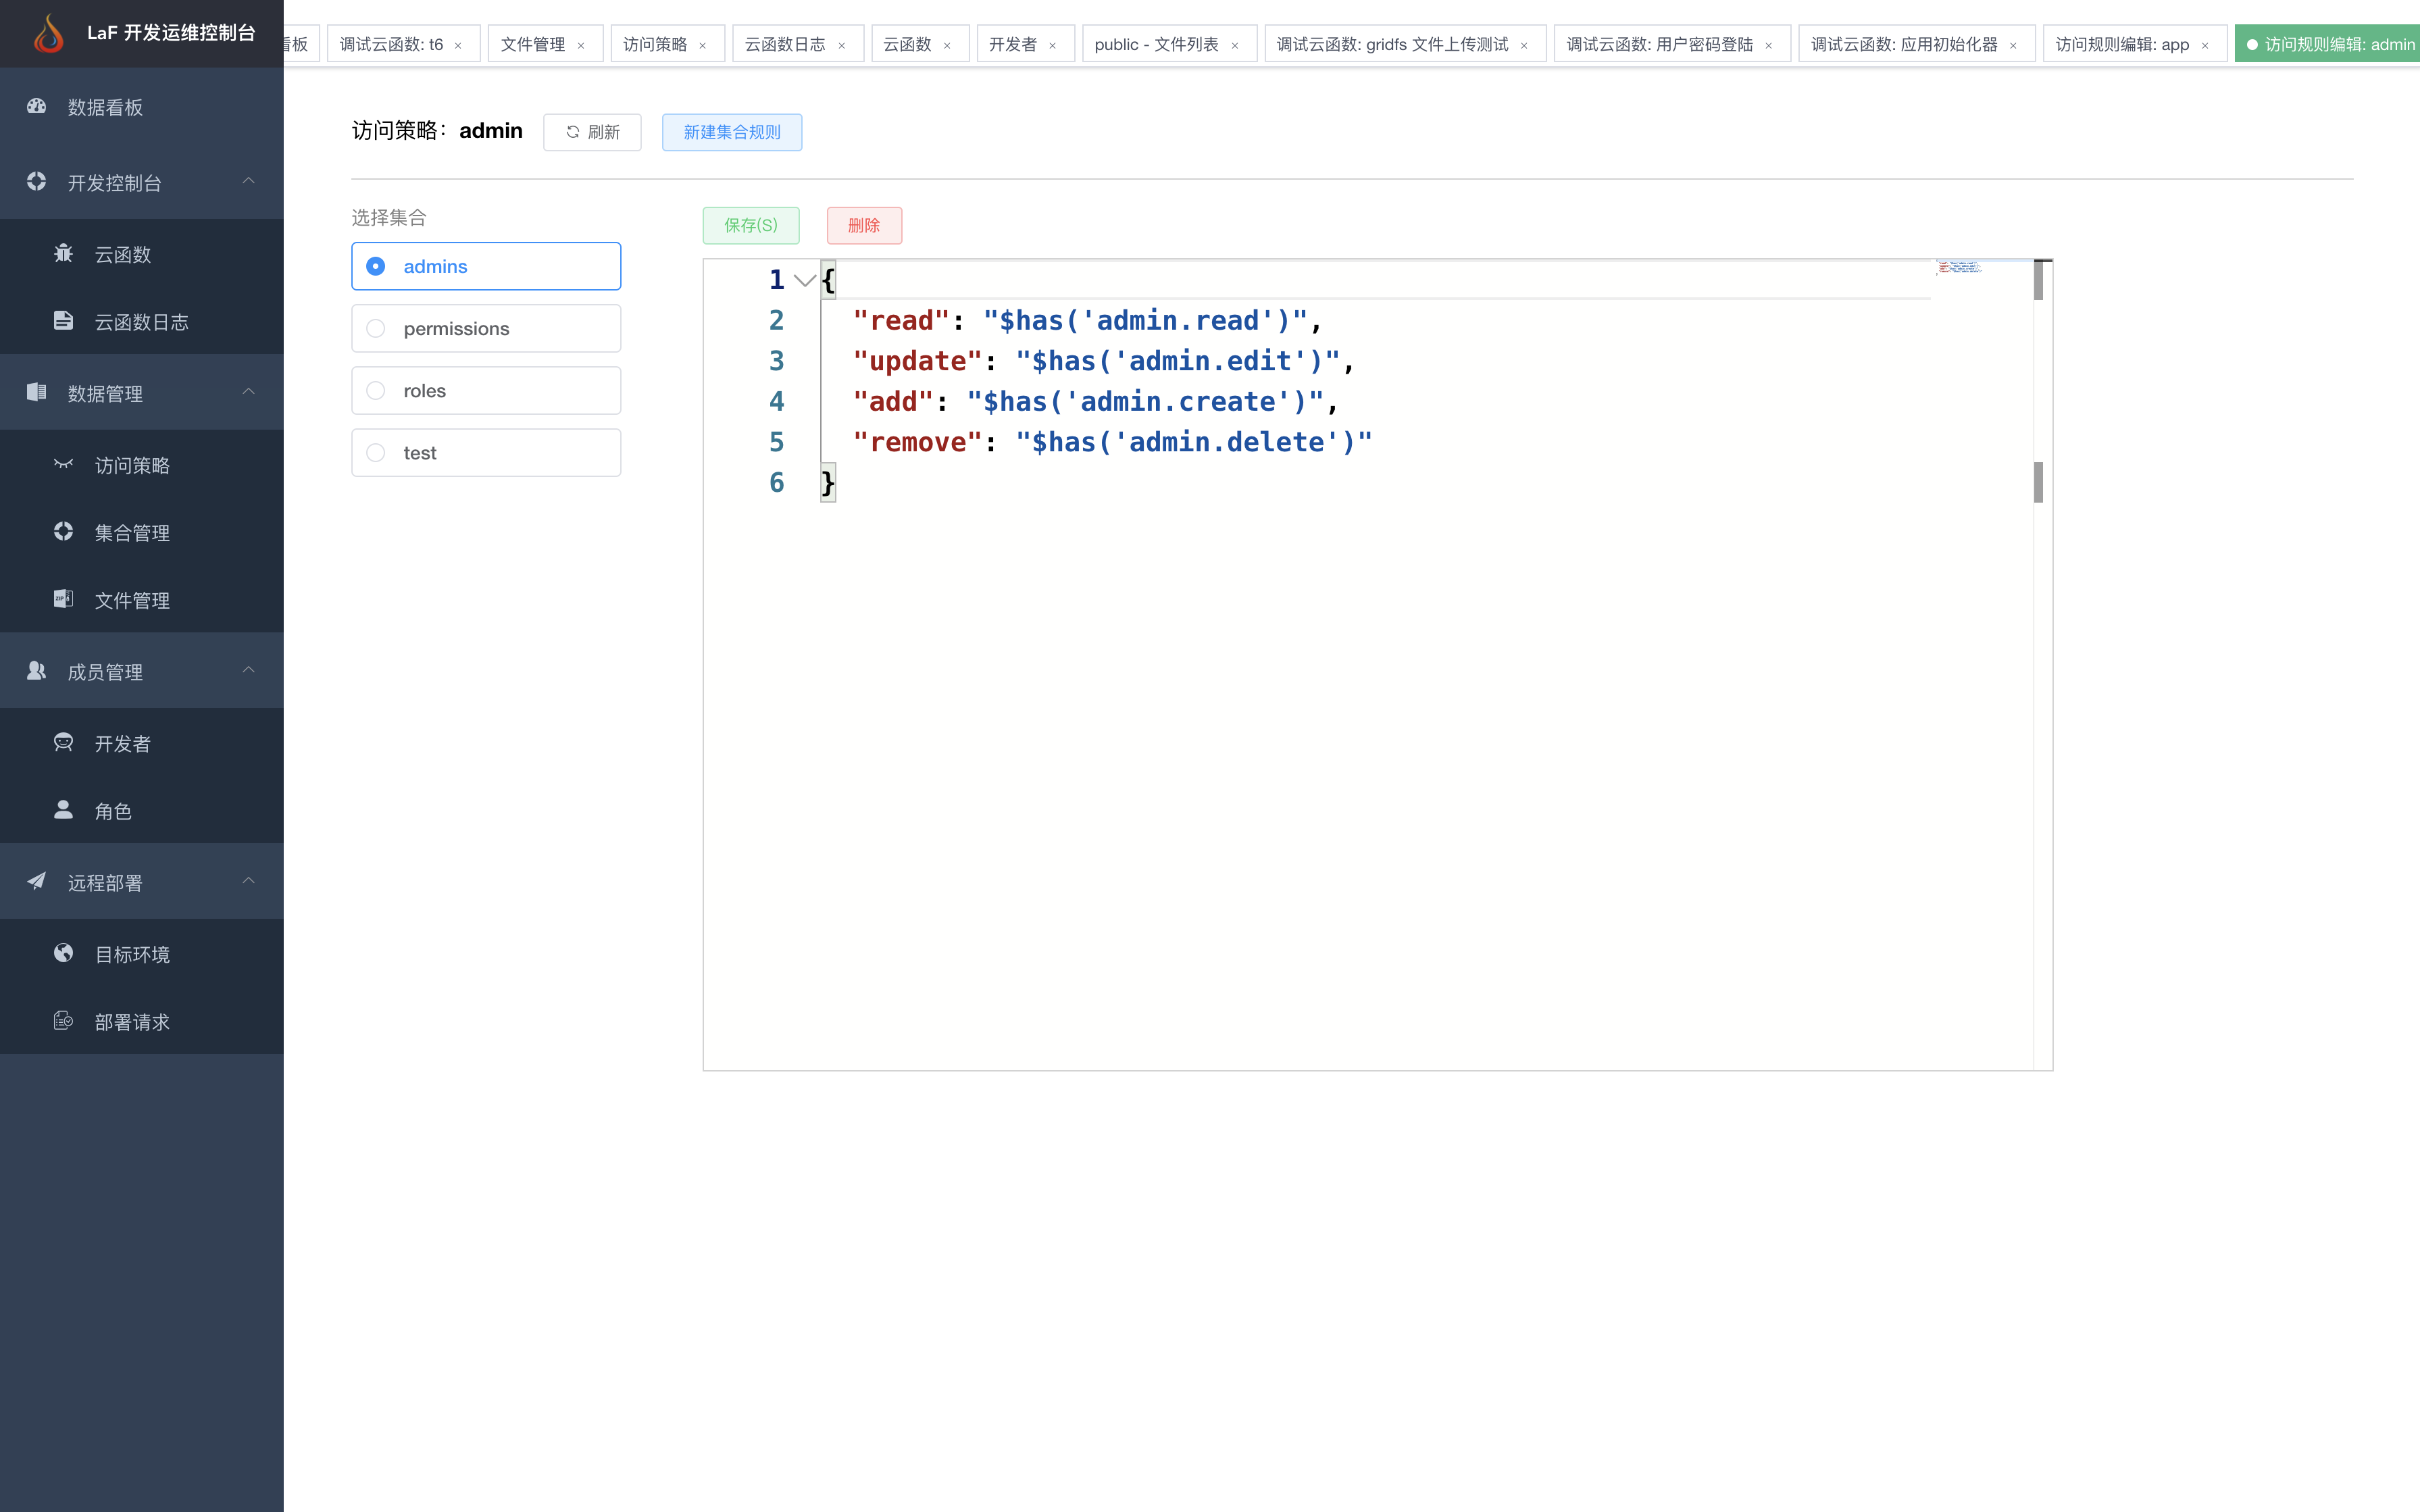 LaF 开发运维控制台
看板
调试云函数: t6 ×
文件管理 ×
访问策略 ×
云函数日志 ×
云函数 ×
开发者 ×
public - 文件列表 ×
调试云函数: gridfs 文件上传测试 ×
调试云函数: 用户密码登陆 ×
调试云函数: 应用初始化器 ×
访问规则编辑: app ×
访问规则编辑: admin
数据看板
开发控制台
云函数
云函数日志
数据管理
访问策略
集合管理
文件管理
成员管理
开发者
角色
远程部署
目标环境
部署请求
访问策略：admin
刷新
新建集合规则
选择集合
admins
permissions
roles
test
保存(S)
删除
1 {
2 "read": "$has('admin.read')",
3 "update": "$has('admin.edit')",
4 "add": "$has('admin.create')",
5 "remove": "$has('admin.delete')"
6 }